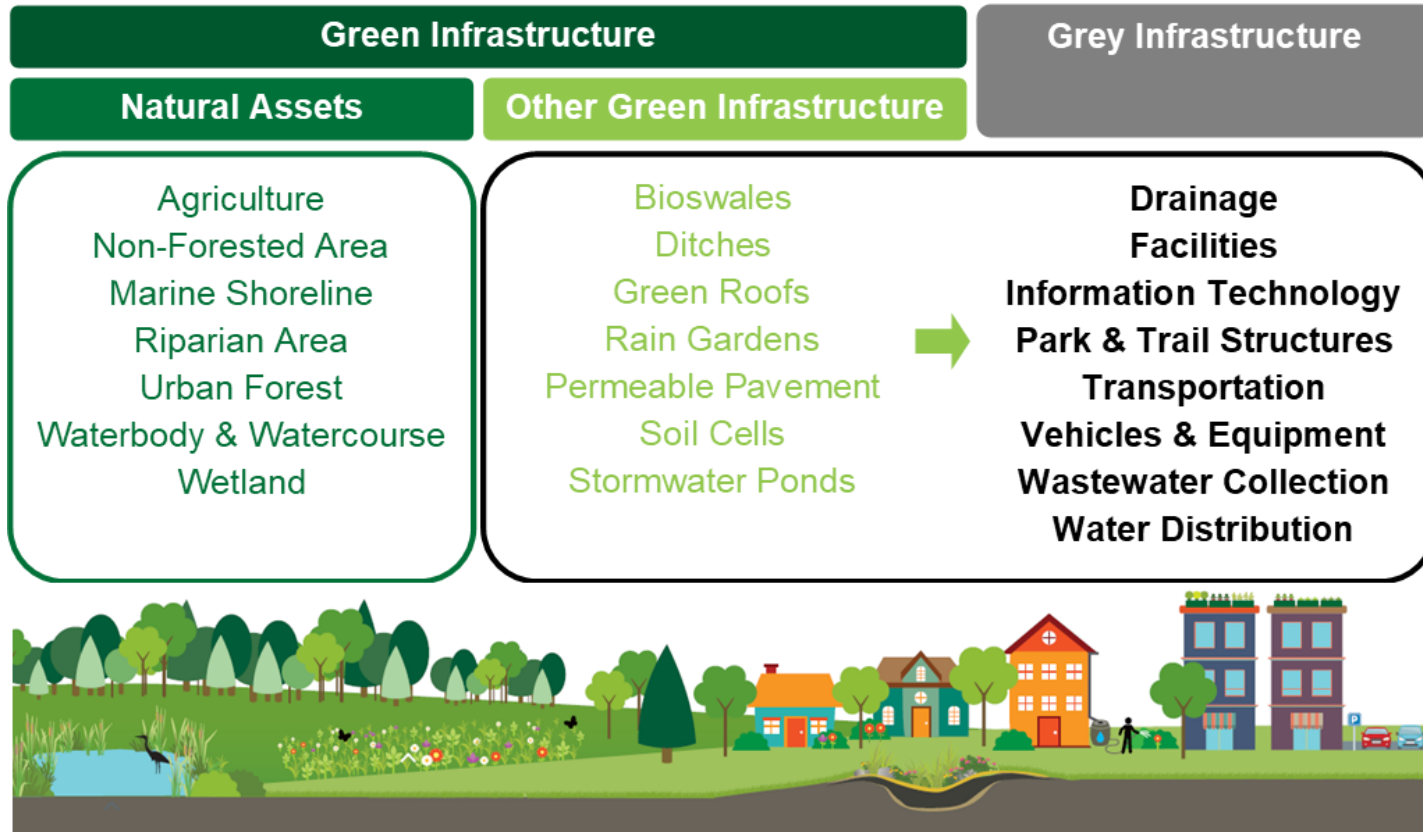 Green Infrastructure
Grey Infrastructure
Natural Assets
Other Green Infrastructure
Agriculture
Non-Forested Area
Marine Shoreline
Riparian Area
Urban Forest
Waterbody & Watercourse
Wetland
Bioswales
Ditches
Green Roofs
Rain Gardens
Permeable Pavement
Soil Cells
Stormwater Ponds
Drainage
Facilities
Information Technology
Park & Trail Structures
Transportation
Vehicles & Equipment
Wastewater Collection
Water Distribution
P